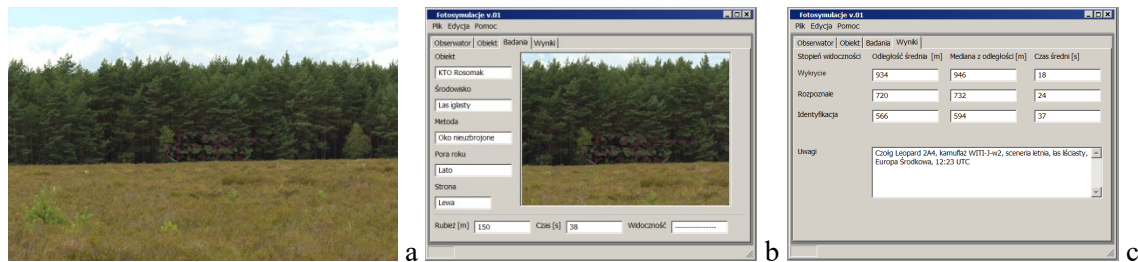 a
Fotosymulacje v.01
Plik Edycja Pomoc
Obserwator Obiekt Badania Wyniki
Obiekt
KTO Rosomak
Środowisko
Las iglasty
Metoda
Oko nieuzbrojone
Pora roku
Lato
Strona
Lewa
Rubież [m] 150 Czas [s] 38 Widoczność ----------------
b
Fotosymulacje v.01
Plik Edycja Pomoc
Obserwator Obiekt Badania Wyniki
Stopień widoczności Odległość średnia [m] Mediana z odległości [m] Czas średni [s]
Wykrycie 934 946 18
Rozpoznaie 720 732 24
Identyfikacja 566 594 37
Uwagi
Czołg Leopard 2A4, kamuflaż WITI-J-w2, sceneria letnia, las liściasty,
Europa Środkowa, 12:23 UTC
c